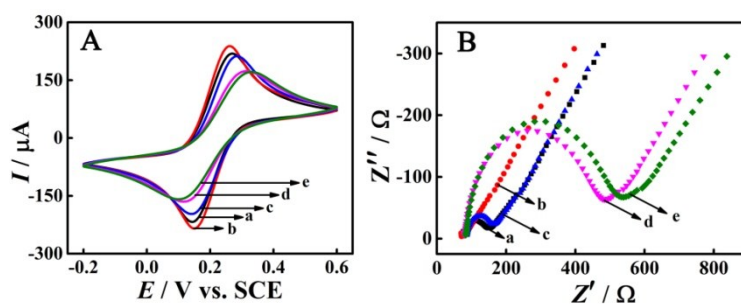 A
I / μA
300
150
0
-150
-300
-0.2
0.0
0.2
0.4
0.6
E / V vs. SCE
e
d
c
a
b
B
Z'' / Ω
-300
-200
-100
0
0
200
400
600
800
Z' / Ω
b
a
c
d
e